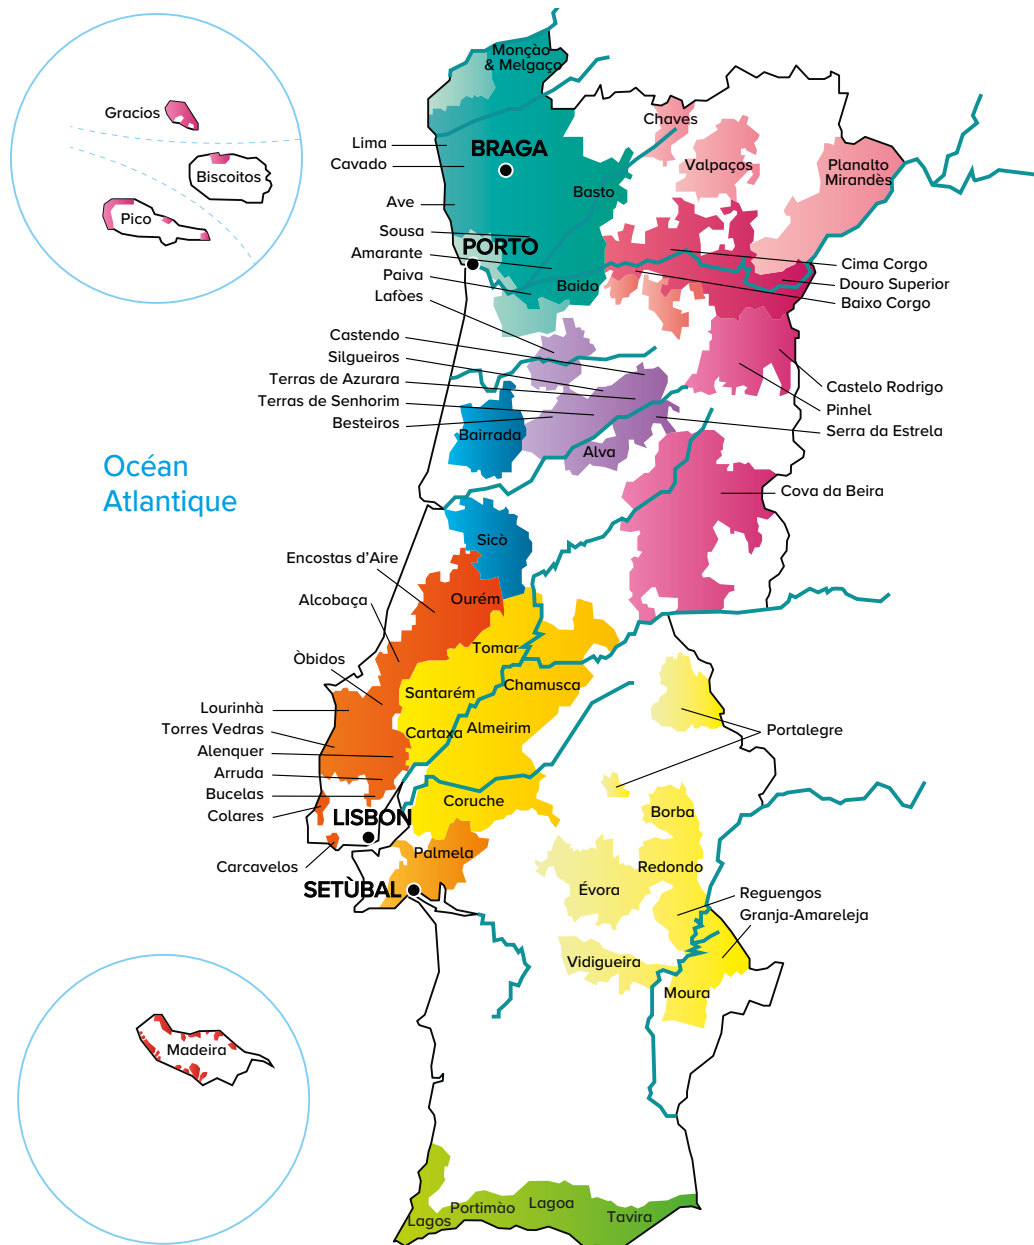 Monçào
& Melgaço
Gracios
Chaves
Lima
BRAGA
Cavado
Valpaços
Planalto
Mirandès
Biscoitos
Basto
Ave
Pico
Sousa
PORTO
Amarante
Cima Corgo
Paiva
Baido
Douro Superior
Lafòes
Baixo Corgo
Castendo
Silgueiros
Terras de Azurara
Castelo Rodrigo
Terras de Senhorim
Pinhel
Besteiros
Serra da Estrela
Bairrada
Alva
Océan
Atlantique
Cova da Beira
Sicò
Encostas d’Aire
Alcobaça
Ourém
Tomar
Òbidos
Santarém
Chamusca
Lourinhà
Torres Vedras
Cartaxa
Almeirim
Portalegre
Alenquer
Arruda
Bucelas
Coruche
Colares
LISBON
Borba
Palmela
Carcavelos
Redondo
SETÙBAL
Évora
Reguengos
Granja-Amareleja
Vidigueira
Moura
Madeira
Lagos
Portimào
Lagoa
Tavira